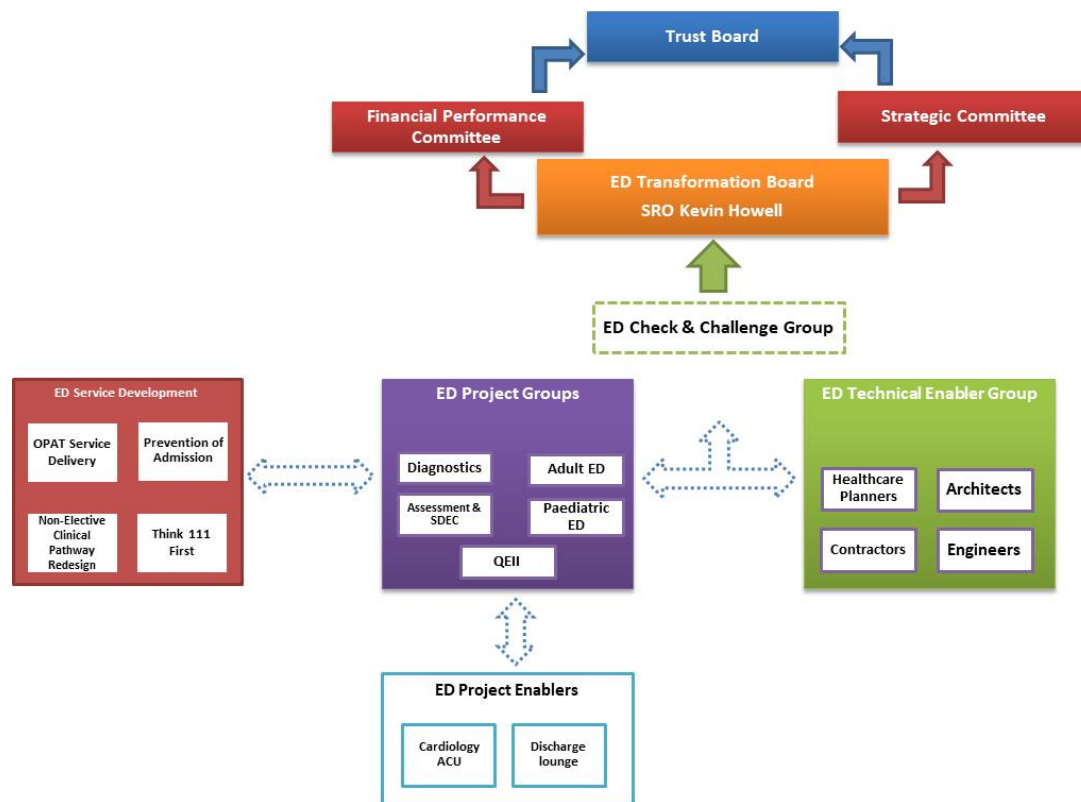 Trust Board
Financial Performance
Committee
Strategic Committee
ED Transformation Board
SRO Kevin Howell
ED Check & Challenge Group
ED Service Development
OPAT Service
Delivery
Prevention of
Admission
Non-Elective
Clinical
Pathway
Redesign
Think 111
First
ED Project Groups
Diagnostics
Adult ED
Assessment &
SDEC
Paediatric
ED
QEII
ED Technical Enabler Group
Healthcare
Planners
Architects
Contractors
Engineers
ED Project Enablers
Cardiology
ACU
Discharge
lounge